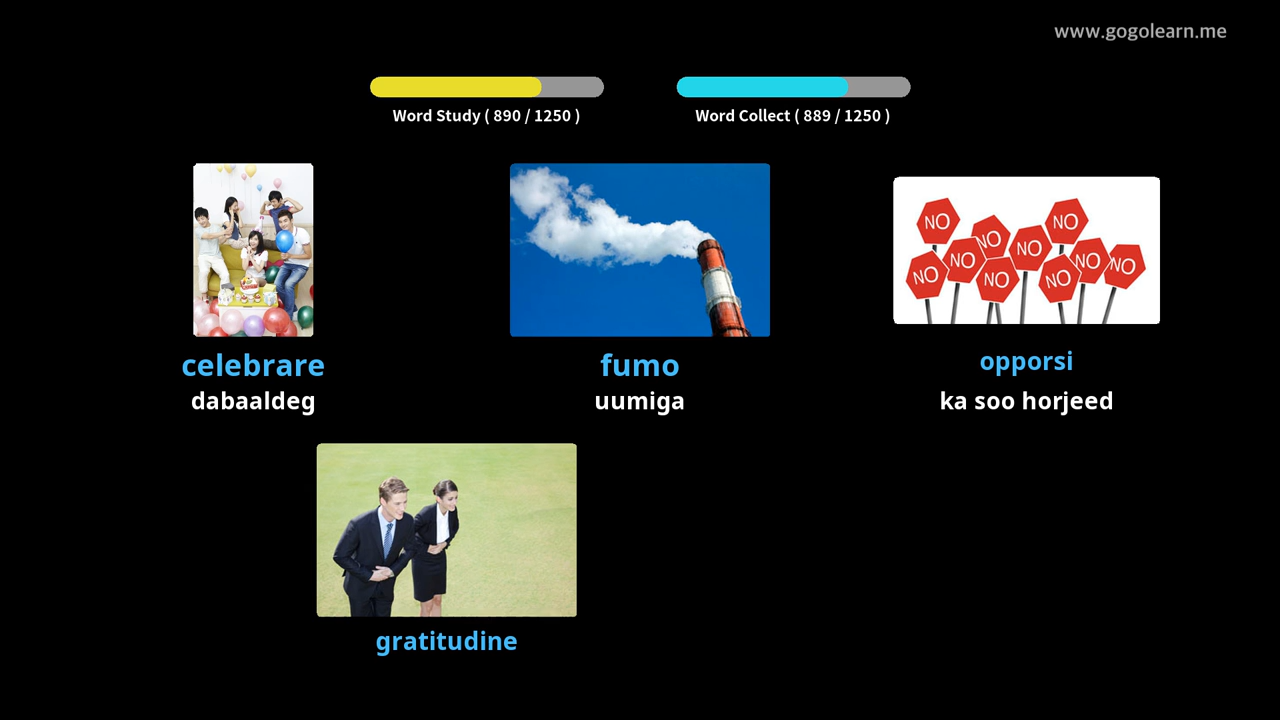 www.gogolearn.me
Word Study ( 890 / 1250 )
Word Collect ( 889 / 1250 )
NO
NO
NO
NO
NO
NO
NO
NO
NO
NO
celebrare
dabaaldeg
fumo
uumiga
opporsi
ka soo horjeed
gratitudine